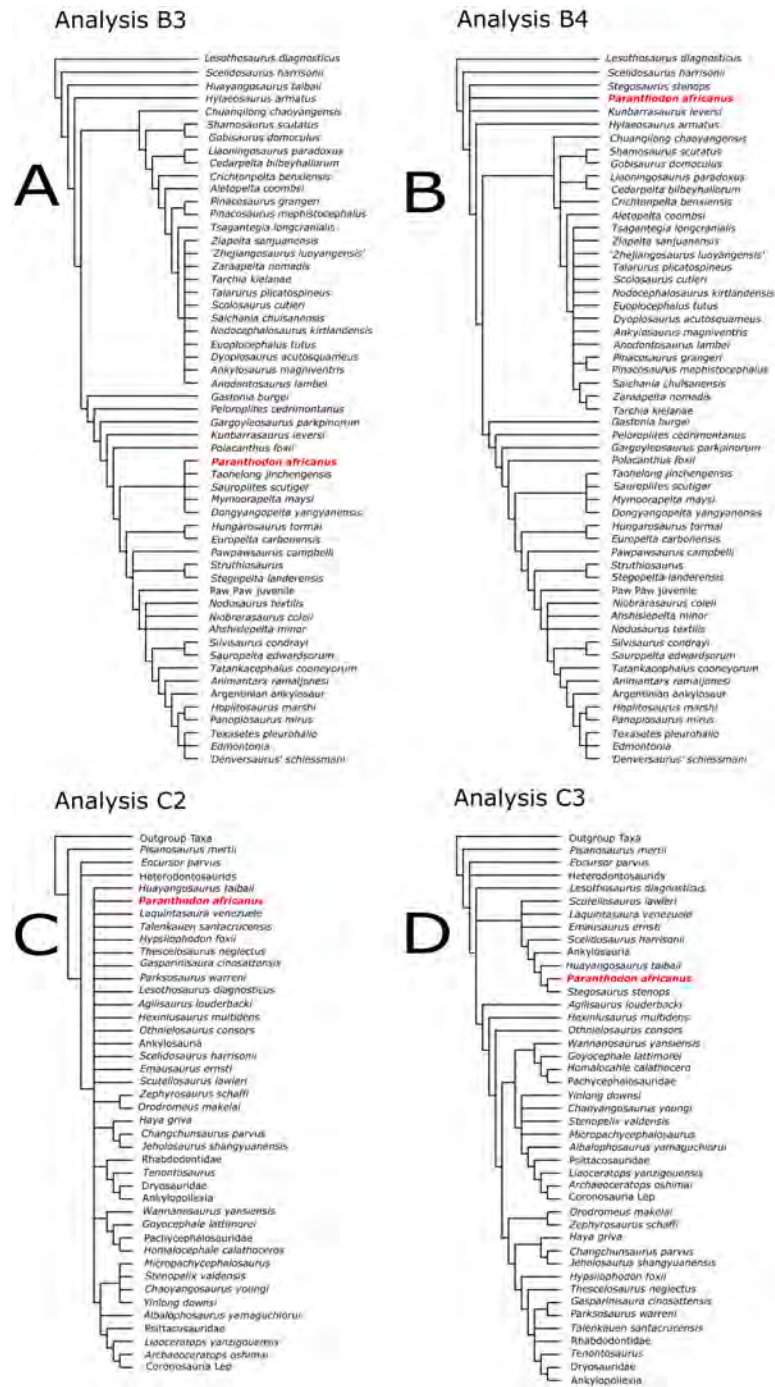 Analysis B3
A
Lesothosaurus diagnosticus
Scelidosaurus harrisonii
Huayangosaurus taibaii
Hylaeosaurus armatus
Chuanqilong chaoyangensis
Shamosaurus scutatus
Gobisaurus domoculus
Liaoningosaurus paradoxus
Cedarpelta bilbeyhallorum
Crichtonpelta benxiensis
Aletopelta coombsi
Pinacosaurus grangeri
Pinacosaurus mephistocephalus
Tsagantegia longcranialis
Ziapelta sanjuanensis
'Zhejiangosaurus luoyangensis'
Zaraapelta nomadis
Tarchia kielanae
Talarurus plicatospineus
Scolosaurus cutleri
Saichania chulsanensis
Nodocephalosaurus kirtlandensis
Euoplocephalus tutus
Dyoplosaurus acutosquameus
Ankylosaurus magniventris
Anodontosaurus lambei
Gastonia burgei
Peloroplites cedrimontanus
Gargoyleosaurus parkpinorum
Kunbarrasaurus ieversi
Polacanthus foxii
Paranthodon africanus
Taohelong jinchengensis
Sauroplites scutiger
Mymoorapelta maysi
Dongyangopelta yangyanensis
Hungarosaurus tormai
Europelta carbonensis
Pawpawsaurus campbelli
Struthiosaurus
Stegopelta landerensis
Paw Paw juvenile
Nodosaurus textilis
Niobrarasaurus coleii
Ahshislepelta minor
Silvisaurus condrayi
Sauropelta edwardsorum
Tatankacephalus cooneyorum
Animantarx ramaljonesi
Argentinian ankylosaur
Hoplitosaurus marshi
Panoplosaurus mirus
Texasetes pleurohalio
Edmontonia
'Denversaurus' schlessmani
Analysis B4
B
Lesothosaurus diagnosticus
Scelidosaurus harrisonii
Stegosaurus stenops
Paranthodon africanus
Kunbarrasaurus ieversi
Hylaeosaurus armatus
Chuanqilong chaoyangensis
Shamosaurus scutatus
Gobisaurus domoculus
Liaoningosaurus paradoxus
Cedarpelta bilbeyhallorum
Crichtonpelta benxiensis
Aletopelta coombsi
Tsagantegia longcranialis
Ziapelta sanjuanensis
'Zhejiangosaurus luoyangensis'
Talarurus plicatospineus
Scolosaurus cutleri
Nodocephalosaurus kirtlandensis
Euoplocephalus tutus
Dyoplosaurus acutosquameus
Ankylosaurus magniventris
Anodontosaurus lambei
Pinacosaurus grangeri
Pinacosaurus mephistocephalus
Saichania chulsanensis
Zaraapelta nomadis
Tarchia kielanae
Gastonia burgei
Peloroplites cedrimontanus
Gargoyleosaurus parkpinorum
Polacanthus foxii
Taohelong jinchengensis
Sauroplites scutiger
Mymoorapelta maysi
Dongyangopelta yangyanensis
Hungarosaurus tormai
Europelta carbonensis
Pawpawsaurus campbelli
Struthiosaurus
Stegopelta landerensis
Paw Paw juvenile
Niobrarasaurus coleii
Ahshislepelta minor
Nodosaurus textilis
Silvisaurus condrayi
Sauropelta edwardsorum
Tatankacephalus cooneyorum
Animantarx ramaljonesi
Argentinian ankylosaur
Hoplitosaurus marshi
Panoplosaurus mirus
Texasetes pleurohalio
Edmontonia
'Denversaurus' schlessmani
Analysis C2
C
Outgroup Taxa
Pisanosaurus mertii
Eocursor parvus
Heterodontosaurids
Huayangosaurus taibaii
Paranthodon africanus
Laquintasaura venezuele
Talenkauen santacrucensis
Hypsilophodon foxii
Thescelosaurus neglectus
Gasparinisaura cinosattensis
Parksosaurus warreni
Lesothosaurus diagnosticus
Agilisaurus louderbacki
Hexinlusaurus multidens
Othnielosaurus consors
Ankylosauria
Scelidosaurus harrisonii
Emausaurus ernsti
Scutellosaurus lawleri
Zephyrosaurus schaffi
Orodromeus makelai
Haya griva
Changchunsaurus parvus
Jeholosaurus shangyuanensis
Rhabdodontidae
Tenontosaurus
Dryosauridae
Ankylopollexia
Wannanosaurus yansiensis
Goyocephale lattimorei
Pachycephalosauridae
Homalocephale calathoceros
Micropachycephalosaurus
Stenopelix valdensis
Chaoyangosaurus youngi
Yinlong downsi
Albalophosaurus yamaguchiorui
Psittacosauridae
Liaoceratops yanzigouensis
Archaeoceratops oshimai
Coronosauria Lep
Analysis C3
D
Outgroup Taxa
Pisanosaurus mertii
Eocursor parvus
Heterodontosaurids
Lesothosaurus diagnosticus
Scutellosaurus lawleri
Laquintasaura venezuele
Emausaurus ernsti
Scelidosaurus harrisonii
Ankylosauria
Huayangosaurus taibaii
Paranthodon africanus
Stegosaurus stenops
Agilisaurus louderbacki
Hexinlusaurus multidens
Othnielosaurus consors
Wannanosaurus yansiensis
Goyocephale lattimorei
Homalocahle calathocero
Pachycephalosauridae
Yinlong downsi
Chaoyangosaurus youngi
Stenopelix valdensis
Micropachycephalosaurus
Albalophosaurus yamaguchiorui
Psittacosauridae
Liaoceratops yanzigouensis
Archaeoceratops oshimai
Coronosauria Lep
Orodromeus makelai
Zephyrosaurus schaffi
Haya griva
Changchunsaurus parvus
Jeholosaurus shangyuanensis
Hypsilophodon foxii
Thescelosaurus neglectus
Gasparinisaura cinosattensis
Parksosaurus warreni
Talenkauen santacrucensis
Rhabdodontidae
Tenontosaurus
Dryosauridae
Ankylopollexia